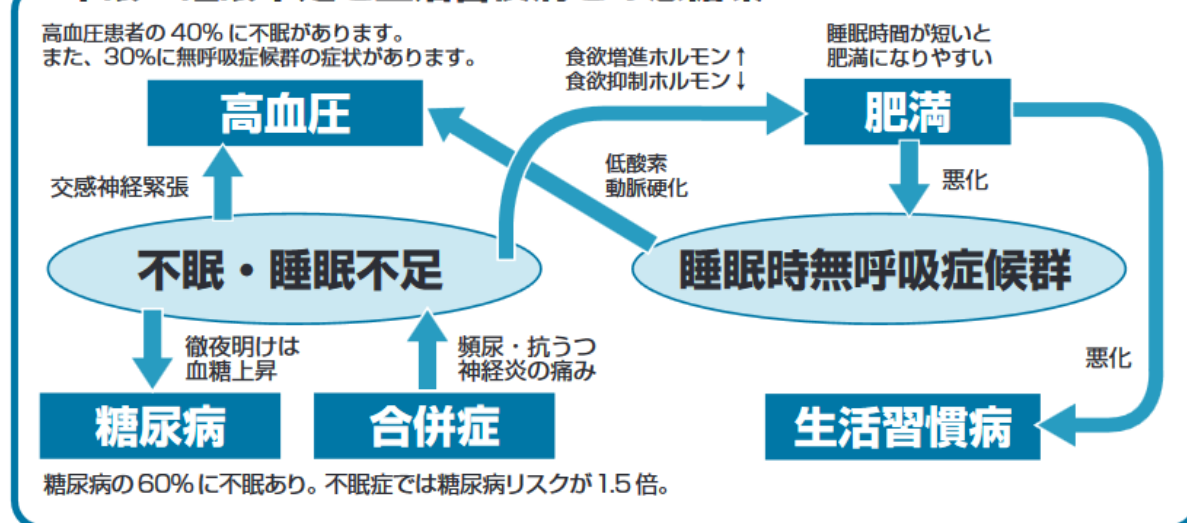 高血圧患者の40%に不眠があります。
また、30%に無呼吸症候群の症状があります。
食欲増進ホルモン↑
食欲抑制ホルモン↓
睡眠時間が短いと
肥満になりやすい
高血圧
肥満
交感神経緊張
低酸素
動脈硬化
悪化
不眠・睡眠不足
睡眠時無呼吸症候群
徹夜明けは
血糖上昇
頻尿・抗うつ
神経炎の痛み
悪化
糖尿病
合併症
生活習慣病
糖尿病の60%に不眠あり。不眠症では糖尿病リスクが1.5倍。